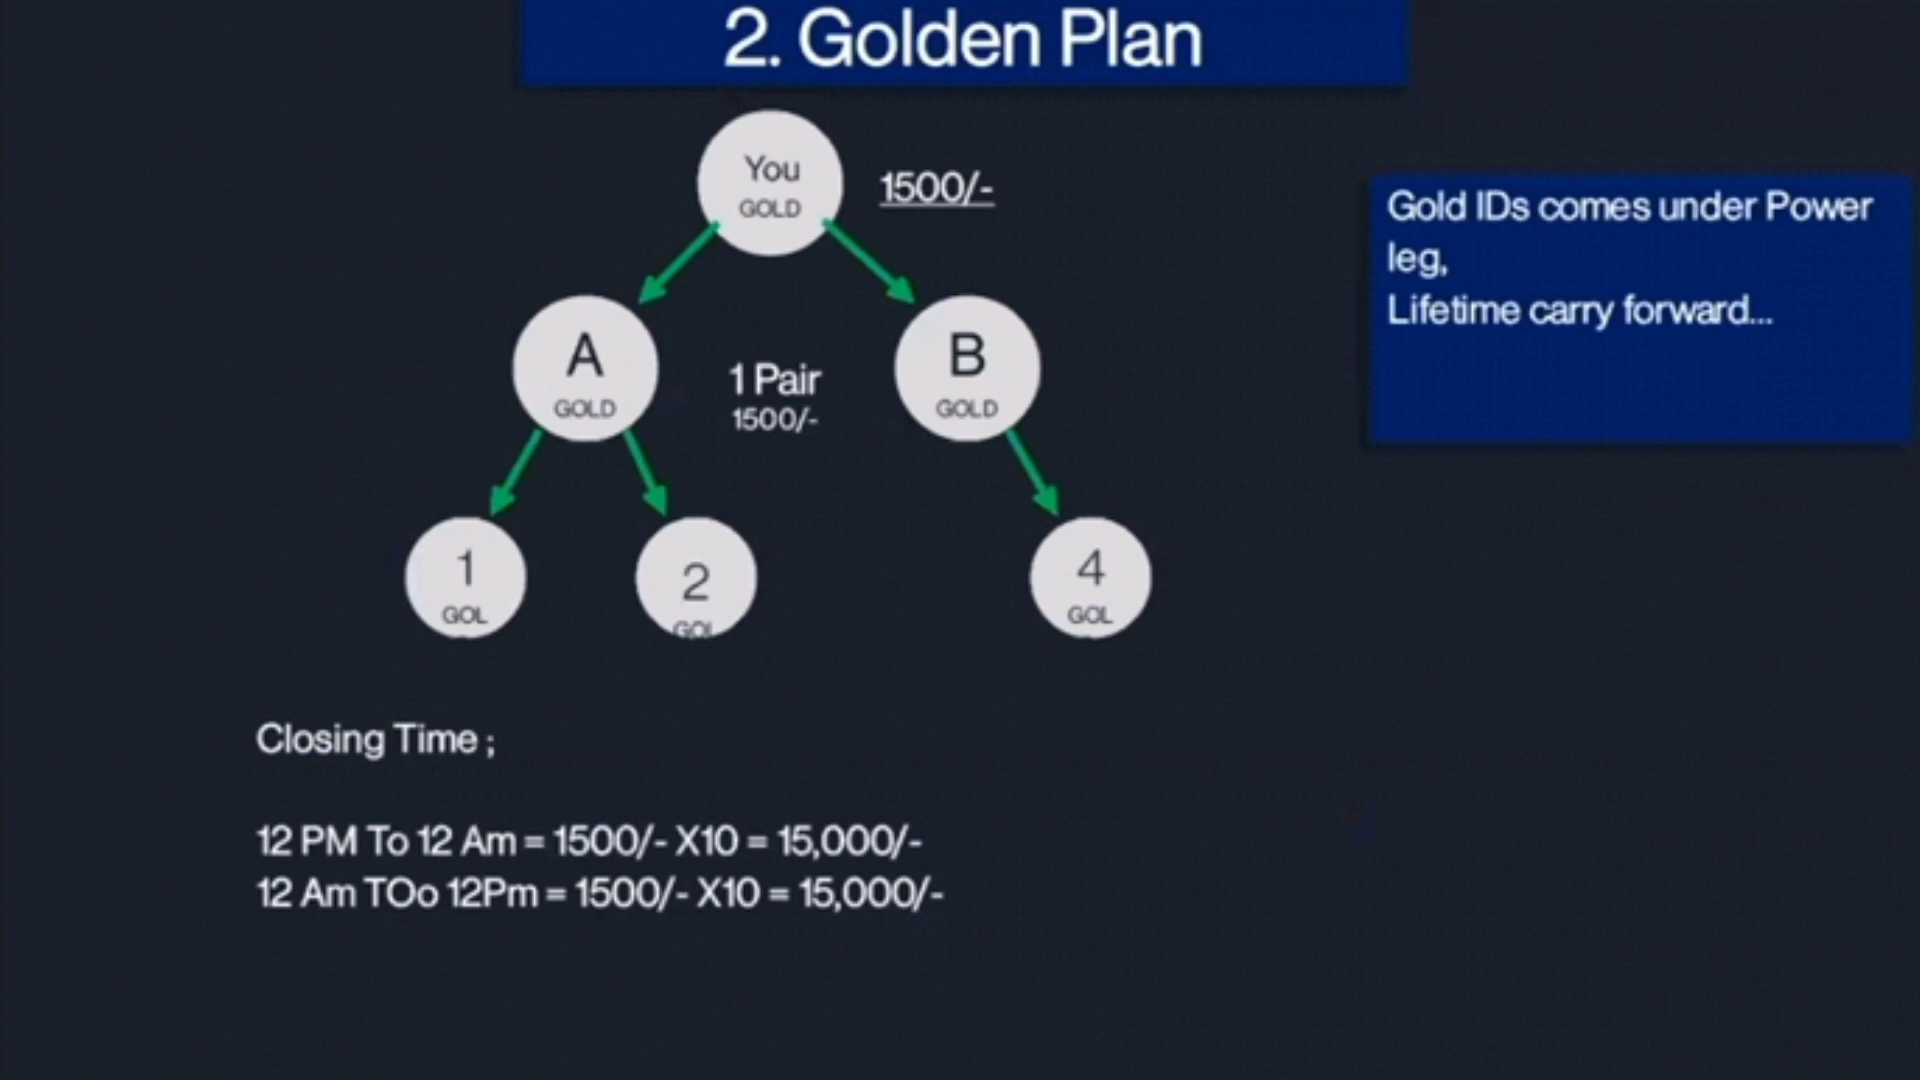 2. Golden Plan
You
GOLD
1500/-
Gold IDs comes under Power
leg,
Lifetime carry forward...
A
GOLD
1 Pair
1500/-
B
GOLD
1
GOL
2
GOL
4
GOL
Closing Time ;
12 PM To 12 Am = 1500/- X10 = 15,000/-
12 Am TOo 12Pm = 1500/- X10 = 15,000/-